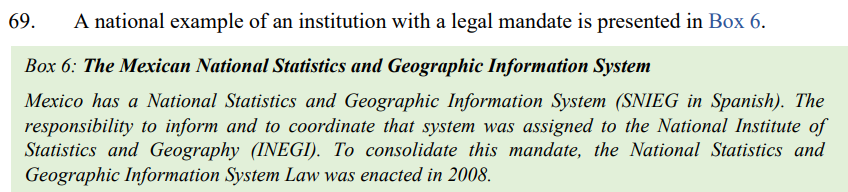 69. A national example of an institution with a legal mandate is presented in Box 6.
Box 6: The Mexican National Statistics and Geographic Information System
Mexico has a National Statistics and Geographic Information System (SNIEG in Spanish). The
responsibility to inform and to coordinate that system was assigned to the National Institute of
Statistics and Geography (INEGI). To consolidate this mandate, the National Statistics and
Geographic Information System Law was enacted in 2008.